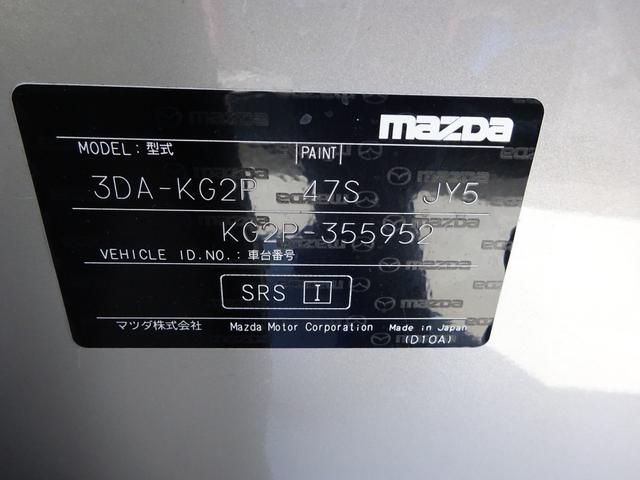 mazda
MODEL：型式 PAINT
3DA-KG2P 47S JY5
KG2P-355952
VEHICLE ID.NO.：車台番号
SRS I
マツダ株式会社 Mazda Motor Corporation Made in Japan
(D10A)